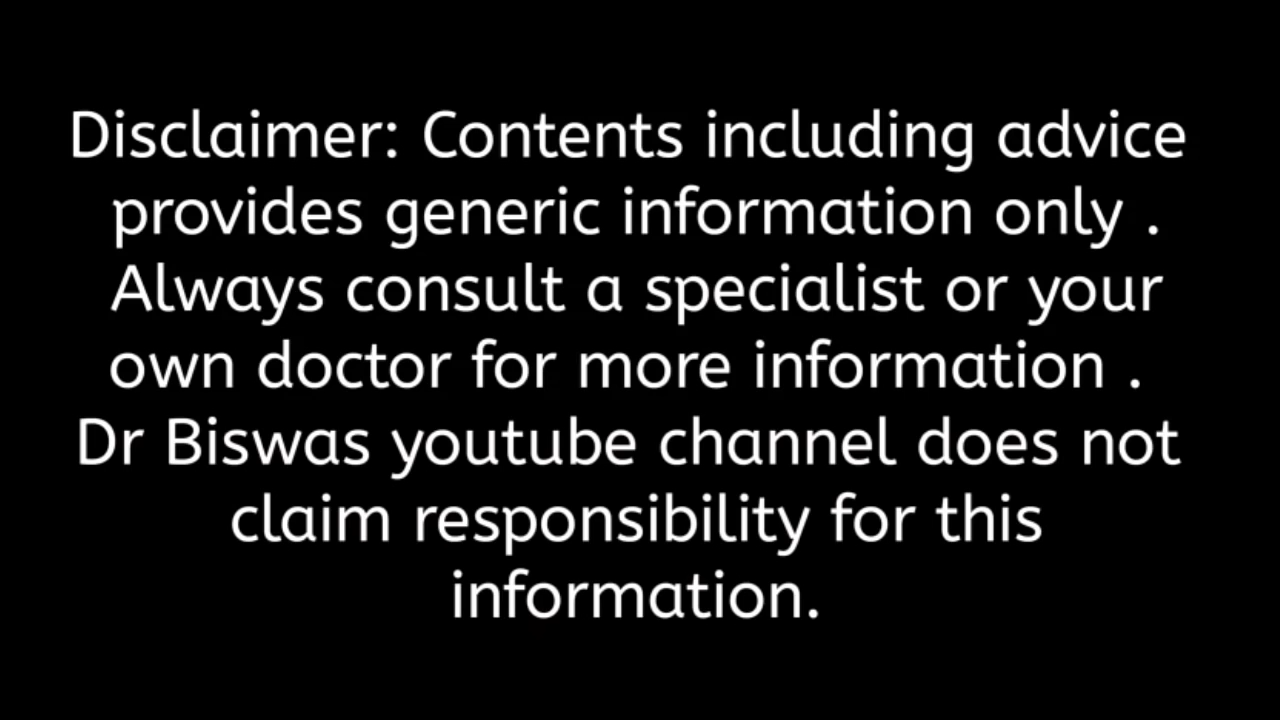 Disclaimer: Contents including advice
provides generic information only .
Always consult a specialist or your
own doctor for more information .
Dr Biswas youtube channel does not
claim responsibility for this
information.